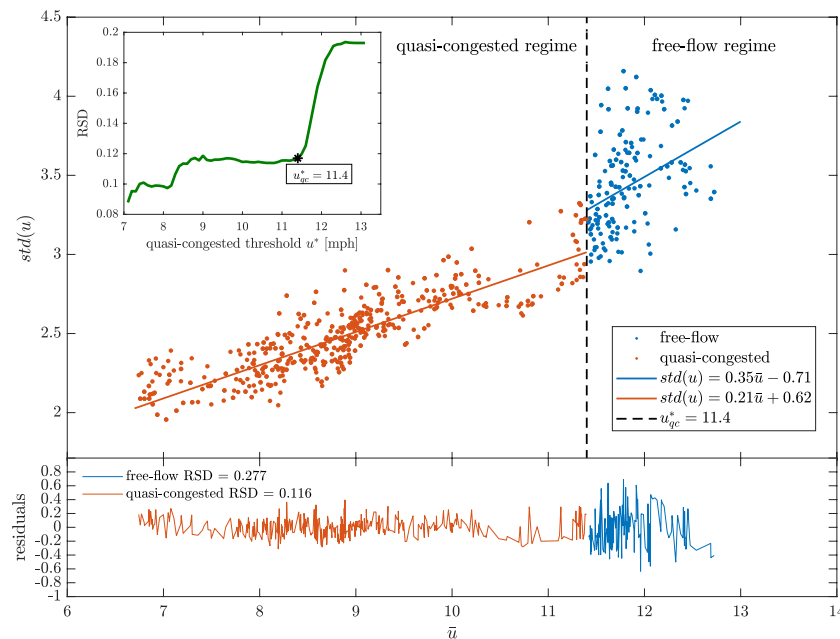 4.5
4
3.5
3
2.5
2
std(u)
quasi-congested regime
free-flow regime
0.2
0.18
0.16
0.14
0.12
0.1
0.08
RSD
u*qc = 11.4
7 8 9 10 11 12 13
quasi-congested threshold u* [mph]
free-flow
quasi-congested
std(u) = 0.35ū − 0.71
std(u) = 0.21ū + 0.62
u*qc = 11.4
0.8
0.6
0.4
0.2
0
-0.2
-0.4
-0.6
-0.8
-1
residuals
free-flow RSD = 0.277
quasi-congested RSD = 0.116
6 7 8 9 10 11 12 13 14
ū